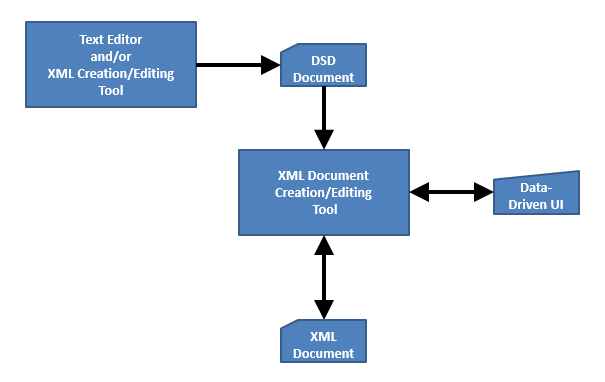 Text Editor
and/or
XML Creation/Editing
Tool
DSD
Document
XML Document
Creation/Editing
Tool
Data-
Driven UI
XML
Document